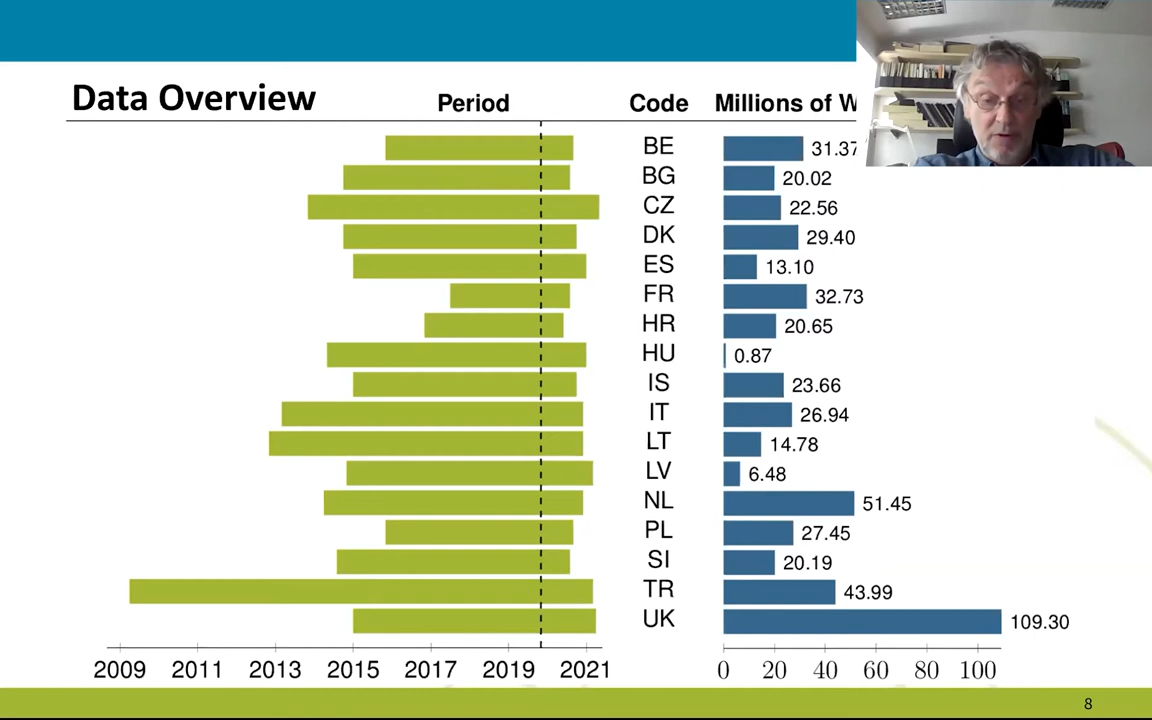 Data Overview Period Code Millions of W
BE 31.37
BG 20.02
CZ 22.56
DK 29.40
ES 13.10
FR 32.73
HR 20.65
HU 0.87
IS 23.66
IT 26.94
LT 14.78
LV 6.48
NL 51.45
PL 27.45
SI 20.19
TR 43.99
UK 109.30
2009 2011 2013 2015 2017 2019 2021 0 20 40 60 80 100
8